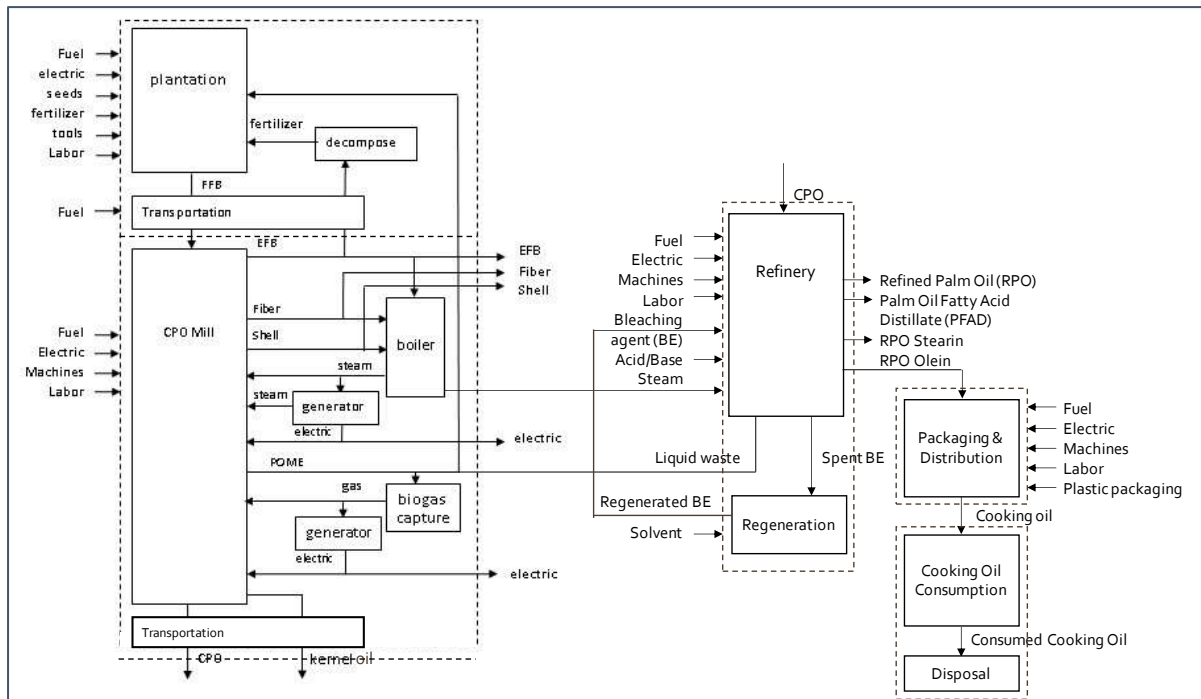 Fuel
electric
seeds
fertilizer
tools
Labor
plantation
fertilizer
decompose
FFB
Fuel
Transportation
EFB
EFB
Fiber
Shell
CPO Mill
Fiber
Shell
boiler
Fuel
Electric
Machines
Labor
steam
steam
generator
electric
electric
POME
gas
biogas
capture
generator
electric
electric
Transportation
CPO
kernel oil
CPO
Fuel
Electric
Machines
Labor
Bleaching
agent (BE)
Acid/Base
Steam
Refinery
Refined Palm Oil (RPO)
Palm Oil Fatty Acid
Distillate (PFAD)
RPO Stearin
RPO Olein
Liquid waste
Spent BE
Regenerated BE
Solvent
Regeneration
Packaging &
Distribution
Fuel
Electric
Machines
Labor
Plastic packaging
Cooking oil
Cooking Oil
Consumption
Consumed Cooking Oil
Disposal